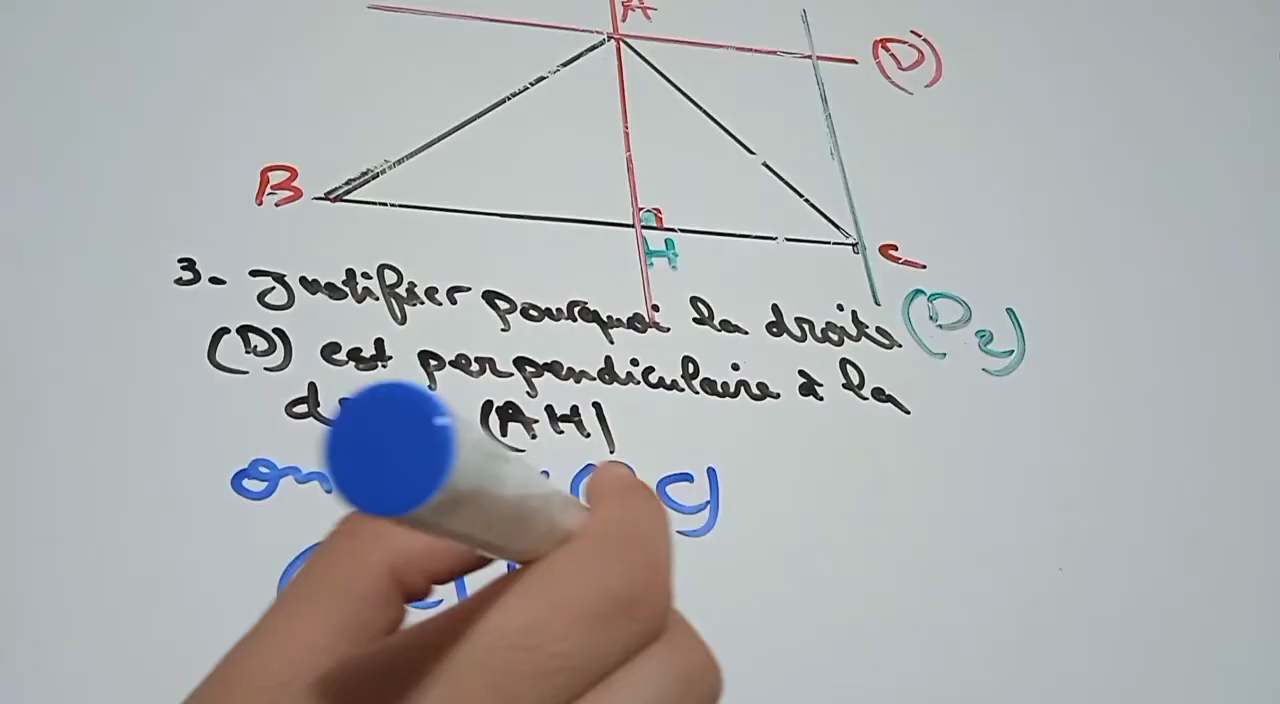 A
(D)
B
H
C
3. Justifier pourquoi la droite
(D2)
(D) est perpendiculaire à la
(AH)
on
C)